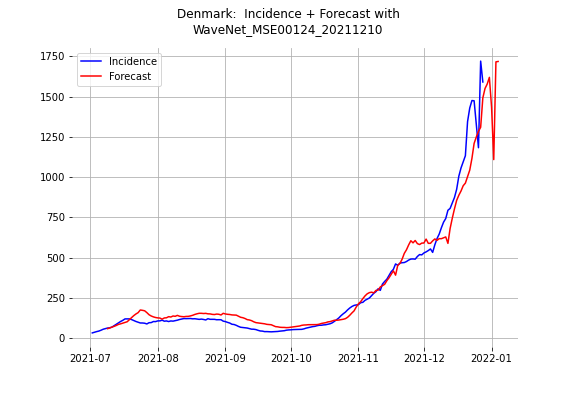 Denmark:  Incidence + Forecast with
WaveNet_MSE00124_20211210
Incidence
Forecast
1750
1500
1250
1000
750
500
250
0
2021-07 2021-08 2021-09 2021-10 2021-11 2021-12 2022-01